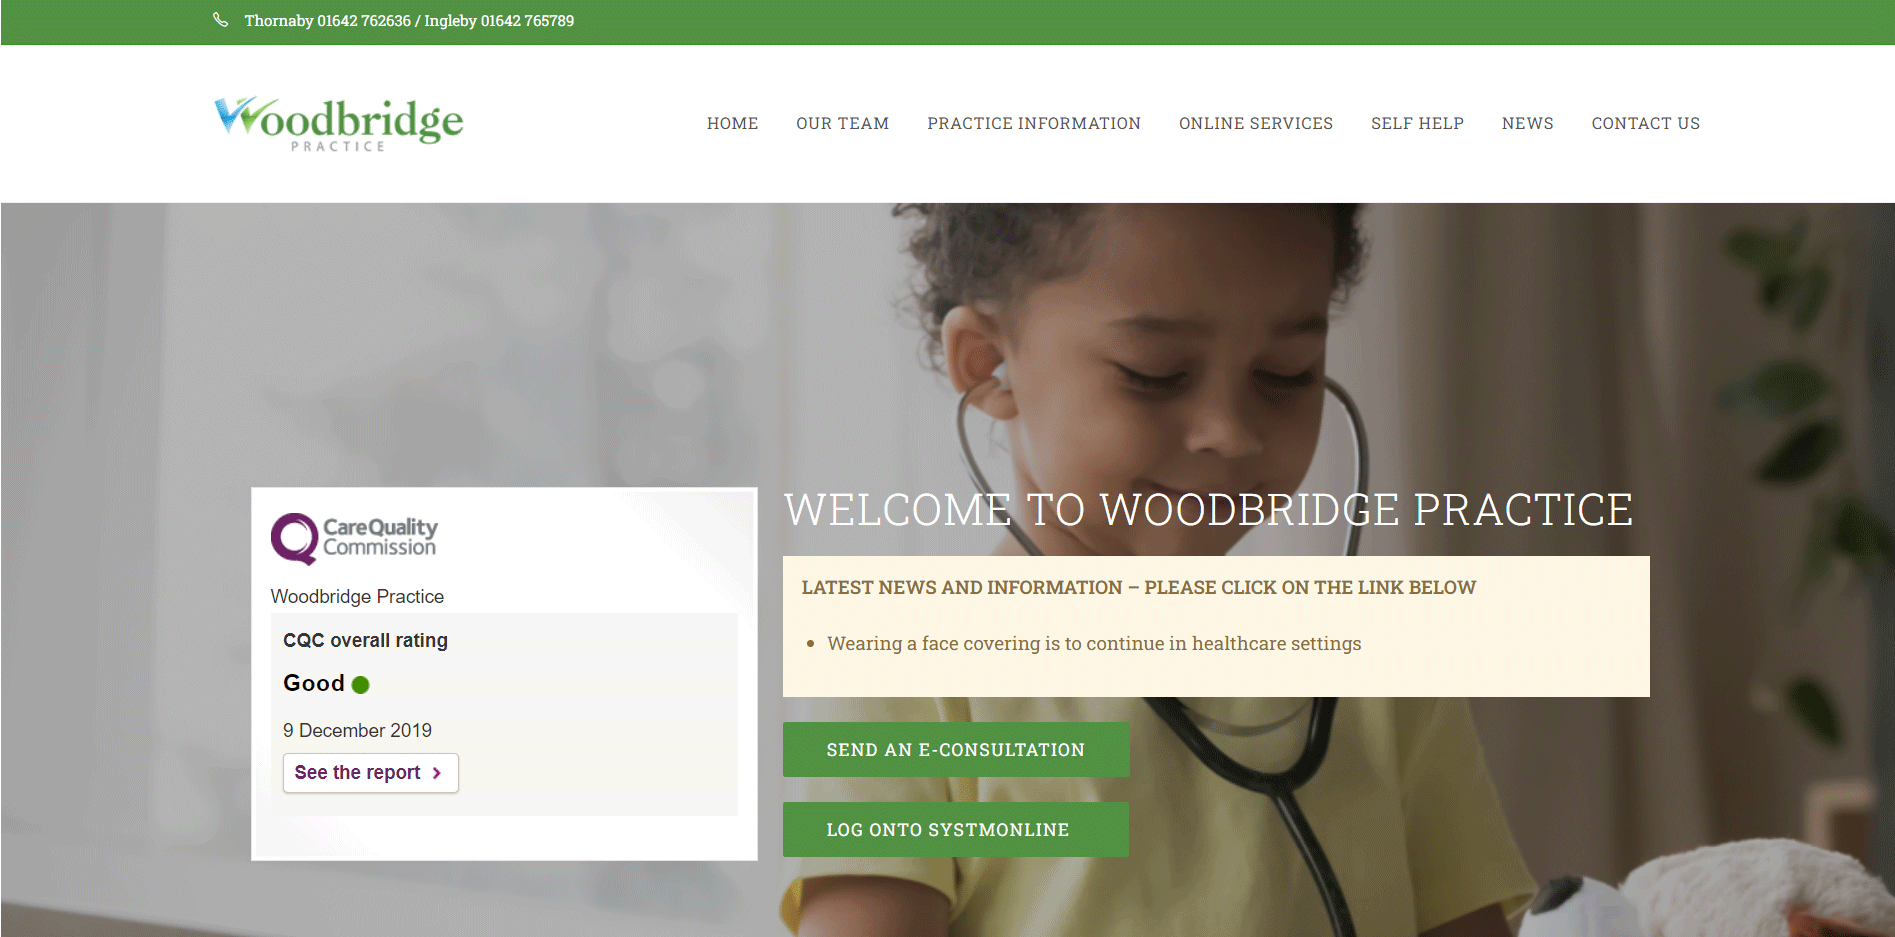 Thornaby 01642 762636 / Ingleby 01642 765789
Woodbridge
PRACTICE
HOME OUR TEAM PRACTICE INFORMATION ONLINE SERVICES SELF HELP NEWS CONTACT US
CareQuality
Commission
Woodbridge Practice
CQC overall rating
Good
9 December 2019
See the report
WELCOME TO WOODBRIDGE PRACTICE
LATEST NEWS AND INFORMATION – PLEASE CLICK ON THE LINK BELOW
• Wearing a face covering is to continue in healthcare settings
SEND AN E-CONSULTATION
LOG ONTO SYSTMONLINE